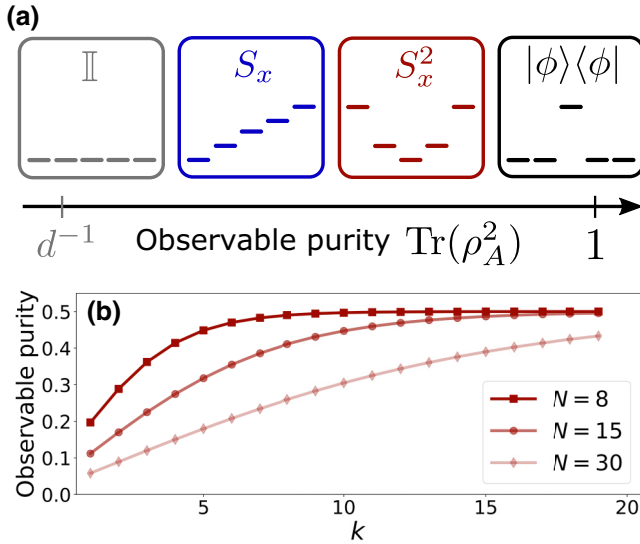 (a)
𝕀
S_x
S_x^2
|ϕ⟩⟨ϕ|
d^{-1}
Observable purity Tr(ρ_A^2)
1
(b)
Observable purity
0.5
0.4
0.3
0.2
0.1
0.0
N = 8
N = 15
N = 30
5
10
15
20
k